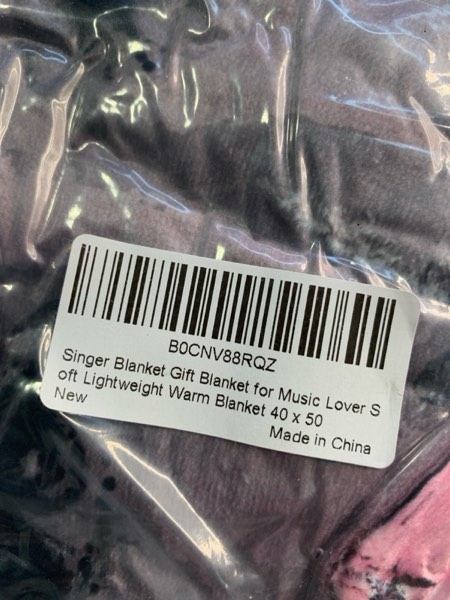 B0CNV88RQZ
Singer Blanket Gift Blanket for Music Lover S
oft Lightweight Warm Blanket 40 x 50
New
Made in China